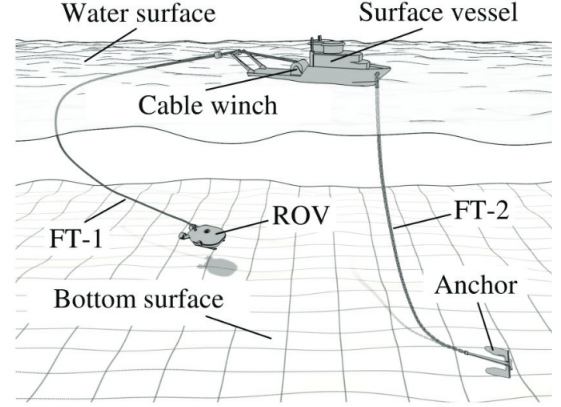 Water surface
Surface vessel
Cable winch
FT-1
ROV
FT-2
Bottom surface
Anchor